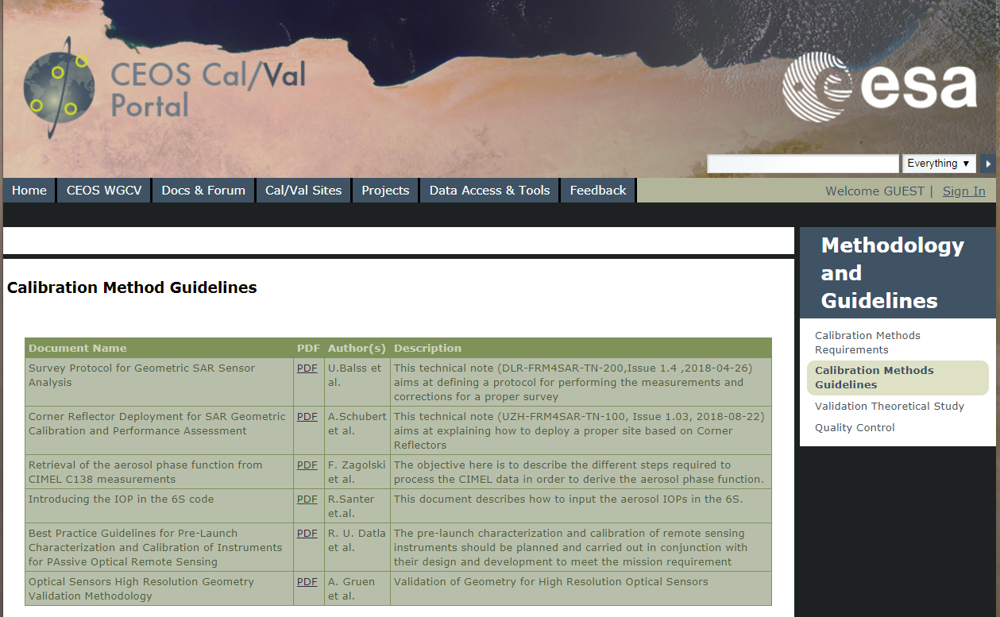 CEOS Cal/Val
Portal
esa
Everything ▼
Home
CEOS WGCV
Docs & Forum
Cal/Val Sites
Projects
Data Access & Tools
Feedback
Welcome GUEST |
Sign In
Methodology
and
Guidelines
Calibration Methods
Requirements
Calibration Methods
Guidelines
Validation Theoretical Study
Quality Control
Calibration Method Guidelines
Document Name
PDF
Author(s)
Description
Survey Protocol for Geometric SAR Sensor
Analysis
PDF
U.Balss et
al.
This technical note (DLR-FRM4SAR-TN-200,Issue 1.4 ,2018-04-26)
aims at defining a protocol for performing the measurements and
corrections for a proper survey
Corner Reflector Deployment for SAR Geometric
Calibration and Performance Assessment
PDF
A.Schubert
et al.
This technical note (UZH-FRM4SAR-TN-100, Issue 1.03, 2018-08-22)
aims at explaining how to deploy a proper site based on Corner
Reflectors
Retrieval of the aerosol phase function from
CIMEL C138 measurements
PDF
F. Zagolski
et al.
The objective here is to describe the different steps required to
process the CIMEL data in order to derive the aerosol phase function.
Introducing the IOP in the 6S code
PDF
R.Santer
et.al.
This document describes how to input the aerosol IOPs in the 6S.
Best Practice Guidelines for Pre-Launch
Characterization and Calibration of Instruments
for PAssive Optical Remote Sensing
PDF
R. U. Datla
et al.
The pre-launch characterization and calibration of remote sensing
instruments should be planned and carried out in conjunction with
their design and development to meet the mission requirement
Optical Sensors High Resolution Geometry
Validation Methodology
PDF
A. Gruen
et al.
Validation of Geometry for High Resolution Optical Sensors